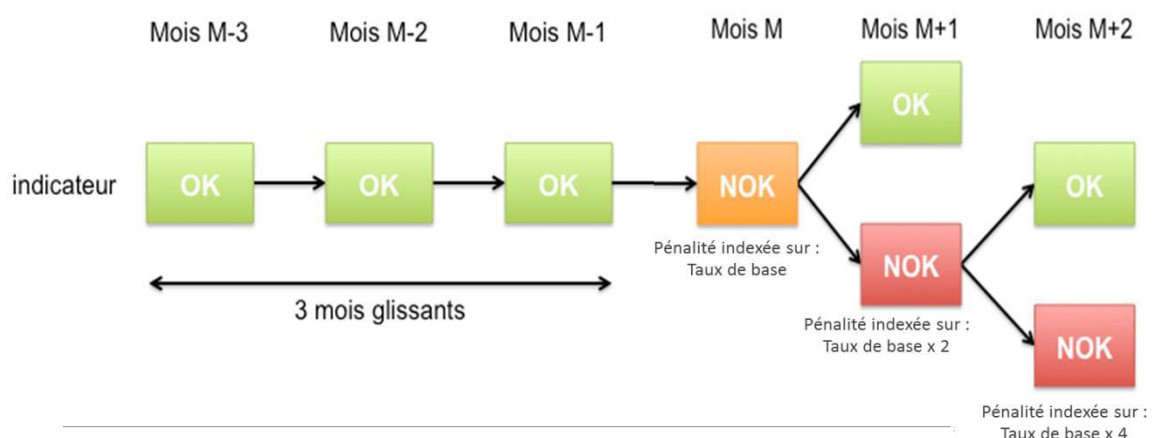 Mois M-3
Mois M-2
Mois M-1
Mois M
Mois M+1
Mois M+2
OK
indicateur
OK
OK
OK
NOK
OK
Pénalité indexée sur :
Taux de base
NOK
3 mois glissants
Pénalité indexée sur :
Taux de base x 2
NOK
Pénalité indexée sur :
Taux de base x 4